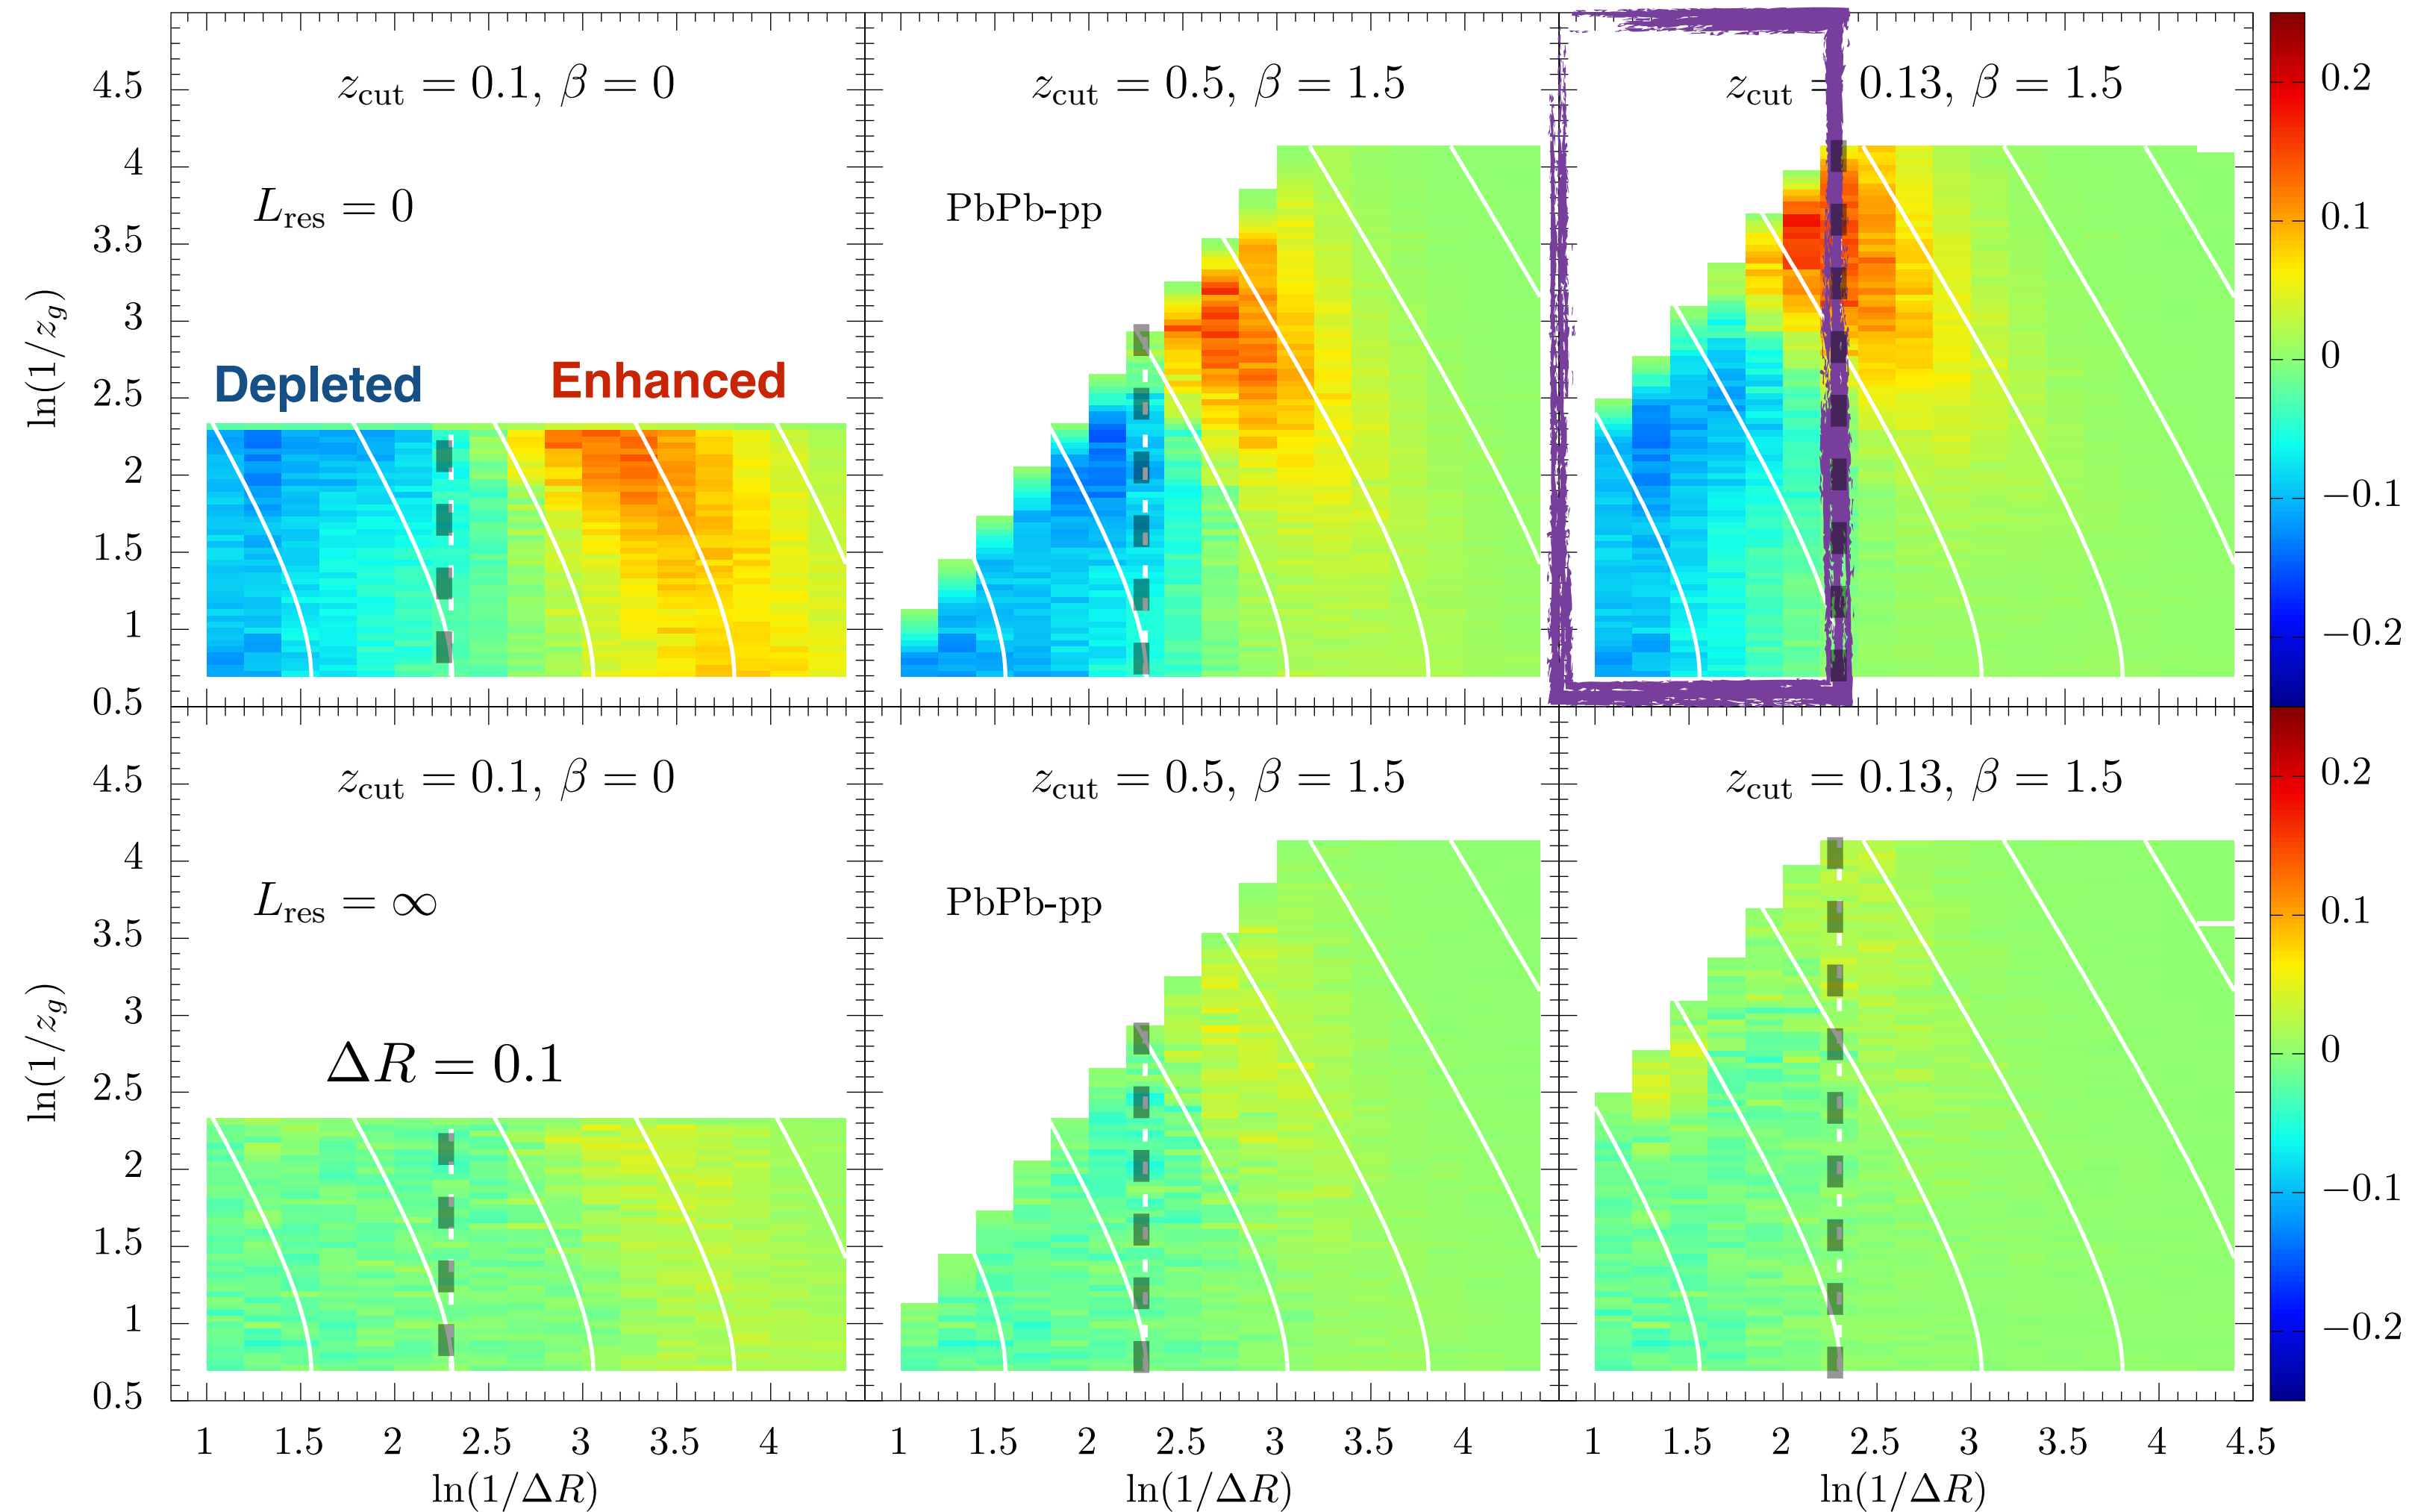 z_cut = 0.1, β = 0
z_cut = 0.5, β = 1.5
z_cut = 0.13, β = 1.5
L_res = 0
PbPb-pp
Depleted
Enhanced
ln(1/z_g)
4.5
4
3.5
3
2.5
2
1.5
1
0.5
0.2
0.1
0
−0.1
−0.2
z_cut = 0.1, β = 0
z_cut = 0.5, β = 1.5
z_cut = 0.13, β = 1.5
L_res = ∞
PbPb-pp
ΔR = 0.1
ln(1/z_g)
4.5
4
3.5
3
2.5
2
1.5
1
0.5
0.2
0.1
0
−0.1
−0.2
1 1.5 2 2.5 3 3.5 4
1 1.5 2 2.5 3 3.5 4
1 1.5 2 2.5 3 3.5 4 4.5
ln(1/ΔR)
ln(1/ΔR)
ln(1/ΔR)